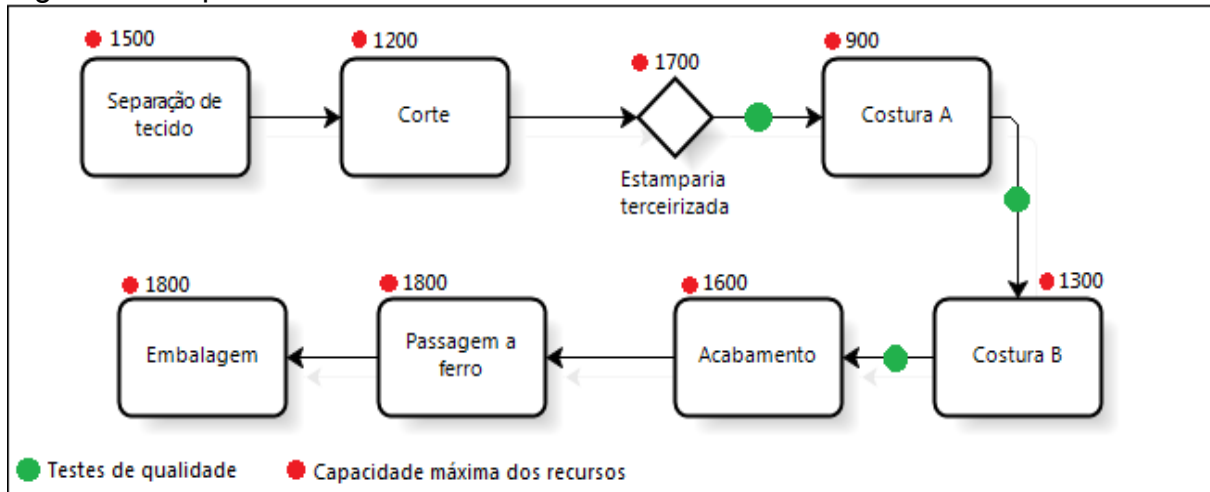 1500
Separação de
tecido
1200
Corte
1700
Estamparia
terceirizada
900
Costura A
1300
Costura B
1600
Acabamento
1800
Passagem a
ferro
1800
Embalagem
Testes de qualidade
Capacidade máxima dos recursos